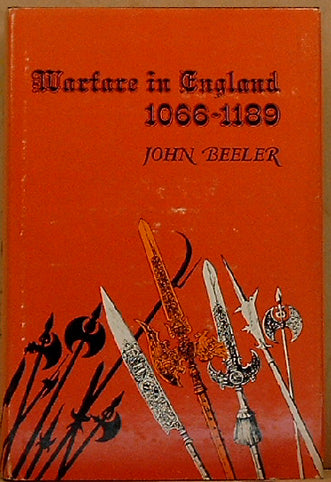 Warfare in England
1066-1189
JOHN BEELER